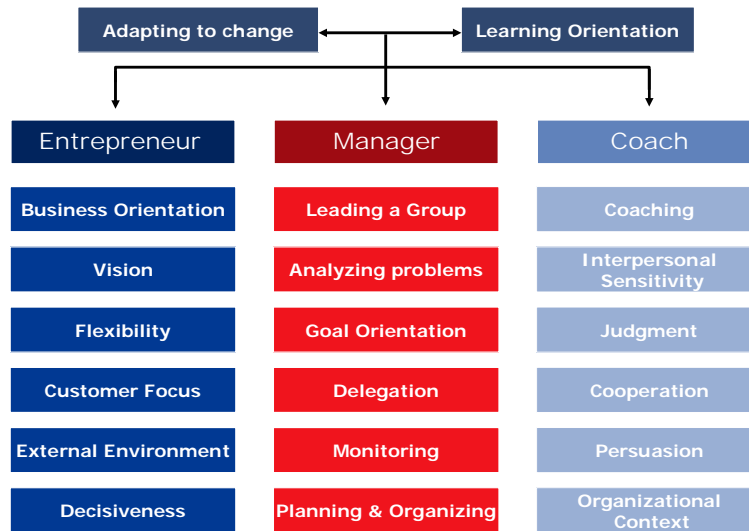 Adapting to change
Learning Orientation
Entrepreneur
Manager
Coach
Business Orientation
Leading a Group
Coaching
Vision
Analyzing problems
Interpersonal
Sensitivity
Flexibility
Goal Orientation
Judgment
Customer Focus
Delegation
Cooperation
External Environment
Monitoring
Persuasion
Decisiveness
Planning & Organizing
Organizational
Context